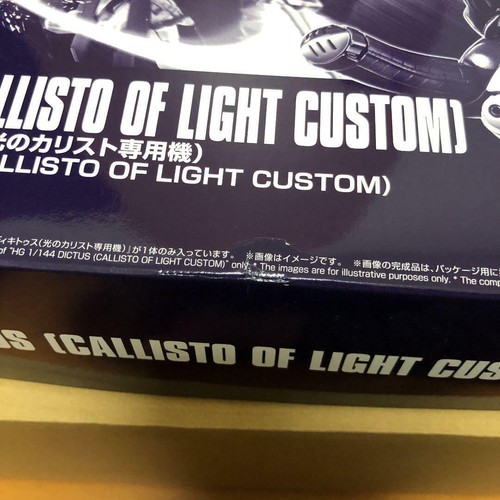 LLISTO OF LIGHT CUSTOM)
光のカリスト専用機)
LLISTO OF LIGHT CUSTOM)
ィキトゥス(光のカリスト専用機)」が1体のみ入っています。 ※画像はイメージです。 ※画像の完成品は、パッケージ用に
of "HG 1/144 DICTUS (CALLISTO OF LIGHT CUSTOM)" only. * The images are for illustrative purposes only. * The comp
US (CALLISTO OF LIGHT CUS